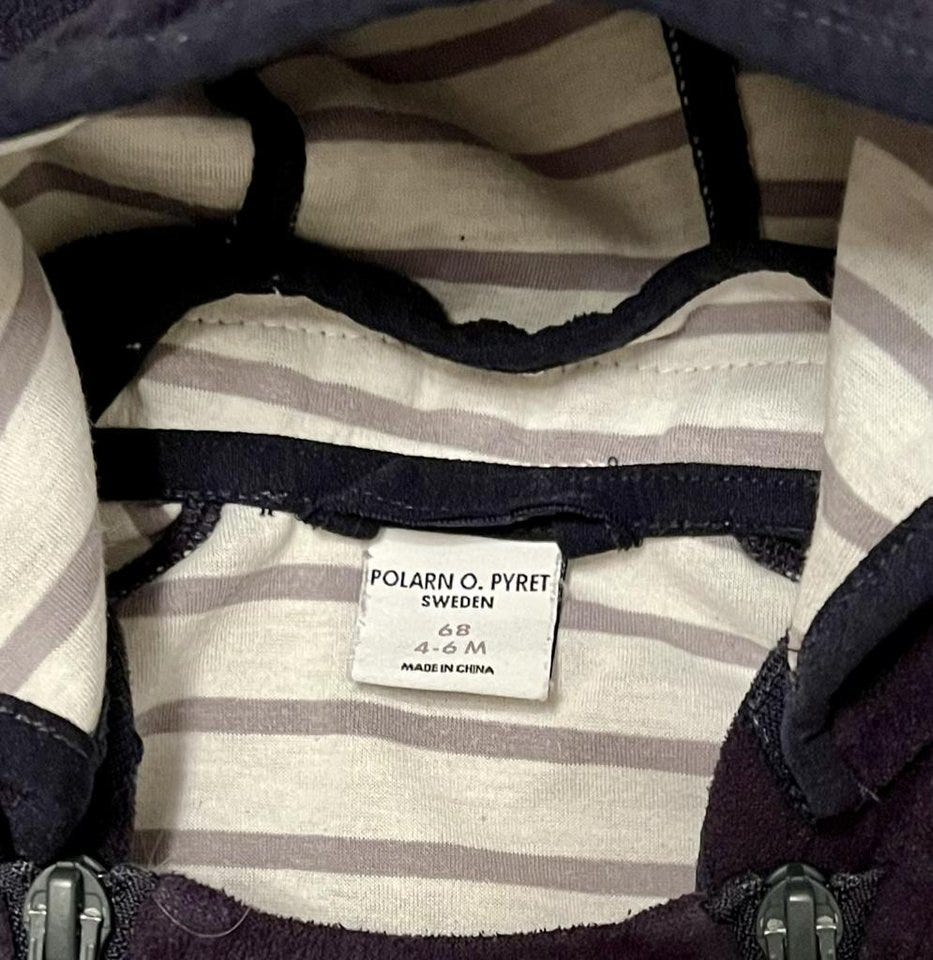 POLARN O. PYRET
SWEDEN
68
4-6 M
MADE IN CHINA